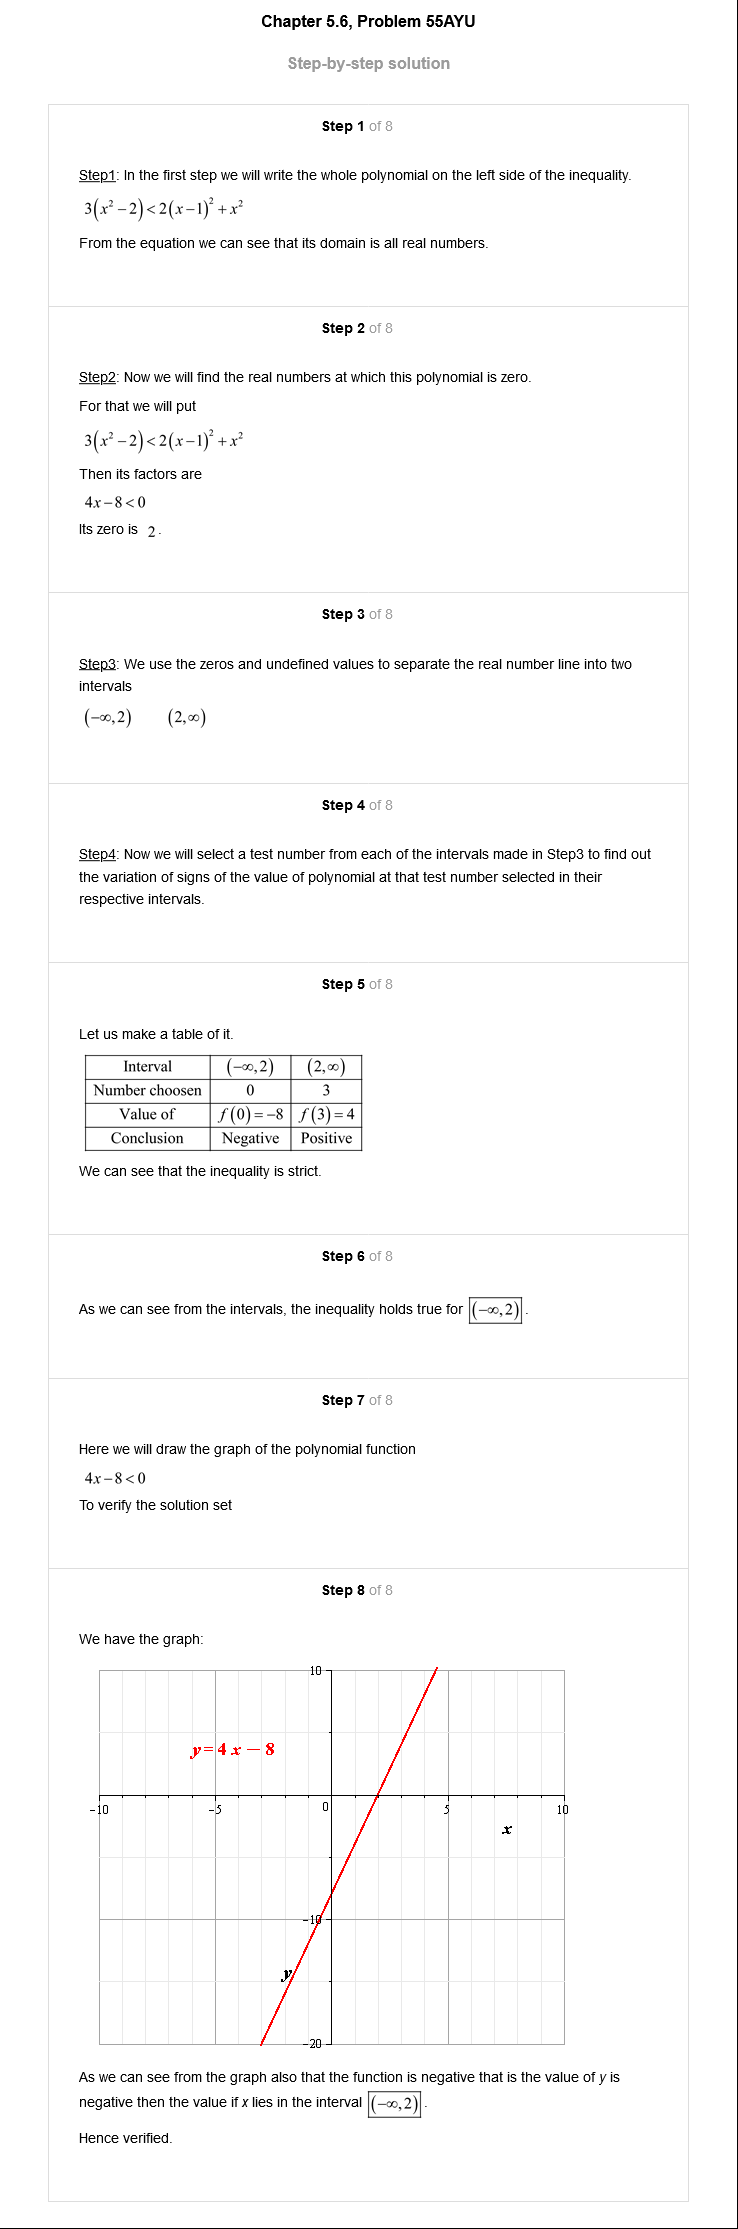 Chapter 5.6, Problem 55AYU
Step-by-step solution
Step 1 of 8
Step1: In the first step we will write the whole polynomial on the left side of the inequality.
3(x² − 2) < 2(x − 1)² + x²
From the equation we can see that its domain is all real numbers.
Step 2 of 8
Step2: Now we will find the real numbers at which this polynomial is zero.
For that we will put
3(x² − 2) < 2(x − 1)² + x²
Then its factors are
4x − 8 < 0
Its zero is 2.
Step 3 of 8
Step3: We use the zeros and undefined values to separate the real number line into two
intervals
(−∞, 2) (2, ∞)
Step 4 of 8
Step4: Now we will select a test number from each of the intervals made in Step3 to find out
the variation of signs of the value of polynomial at that test number selected in their
respective intervals.
Step 5 of 8
Let us make a table of it.
Interval (−∞, 2) (2, ∞)
Number choosen 0 3
Value of f(0) = −8 f(3) = 4
Conclusion Negative Positive
We can see that the inequality is strict.
Step 6 of 8
As we can see from the intervals, the inequality holds true for (−∞, 2).
Step 7 of 8
Here we will draw the graph of the polynomial function
4x − 8 < 0
To verify the solution set
Step 8 of 8
We have the graph:
10
y = 4 x − 8
−10 −5 0 5 10
x
−10
y
−20
As we can see from the graph also that the function is negative that is the value of y is
negative then the value if x lies in the interval (−∞, 2).
Hence verified.